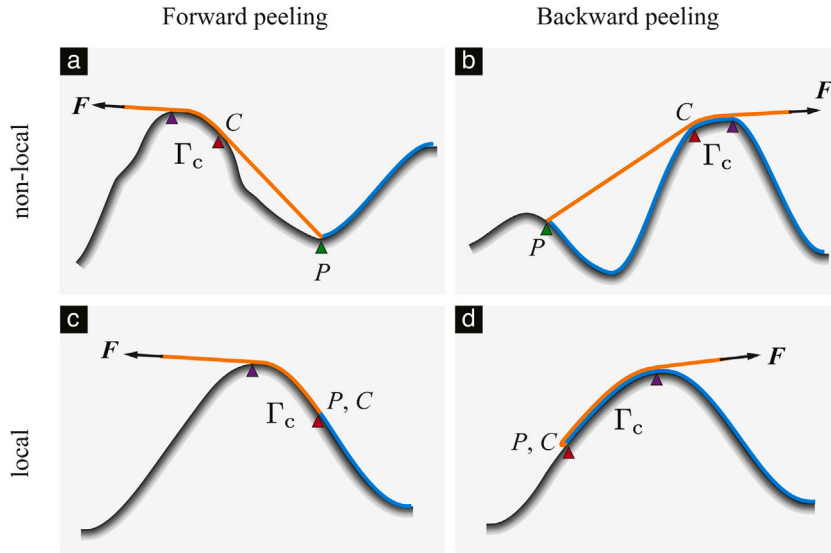 Forward peeling
Backward peeling
non-local
local
a
F
C
Γc
P
b
F
C
Γc
P
c
F
P, C
Γc
d
F
P, C
Γc